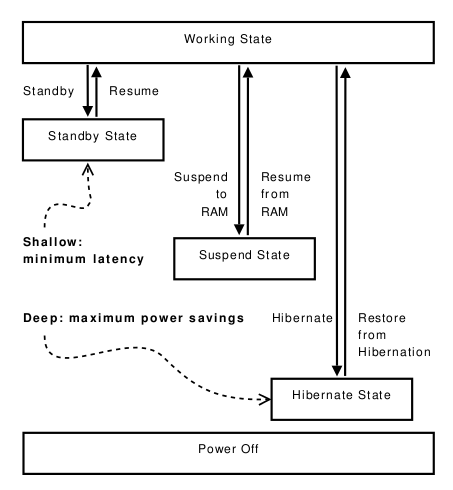 Working State
Standby
Resume
Standby State
Suspend
to
RAM
Resume
from
RAM
Shallow:
minimum latency
Suspend State
Deep: maximum power savings
Hibernate
Restore
from
Hibernation
Hibernate State
Power Off